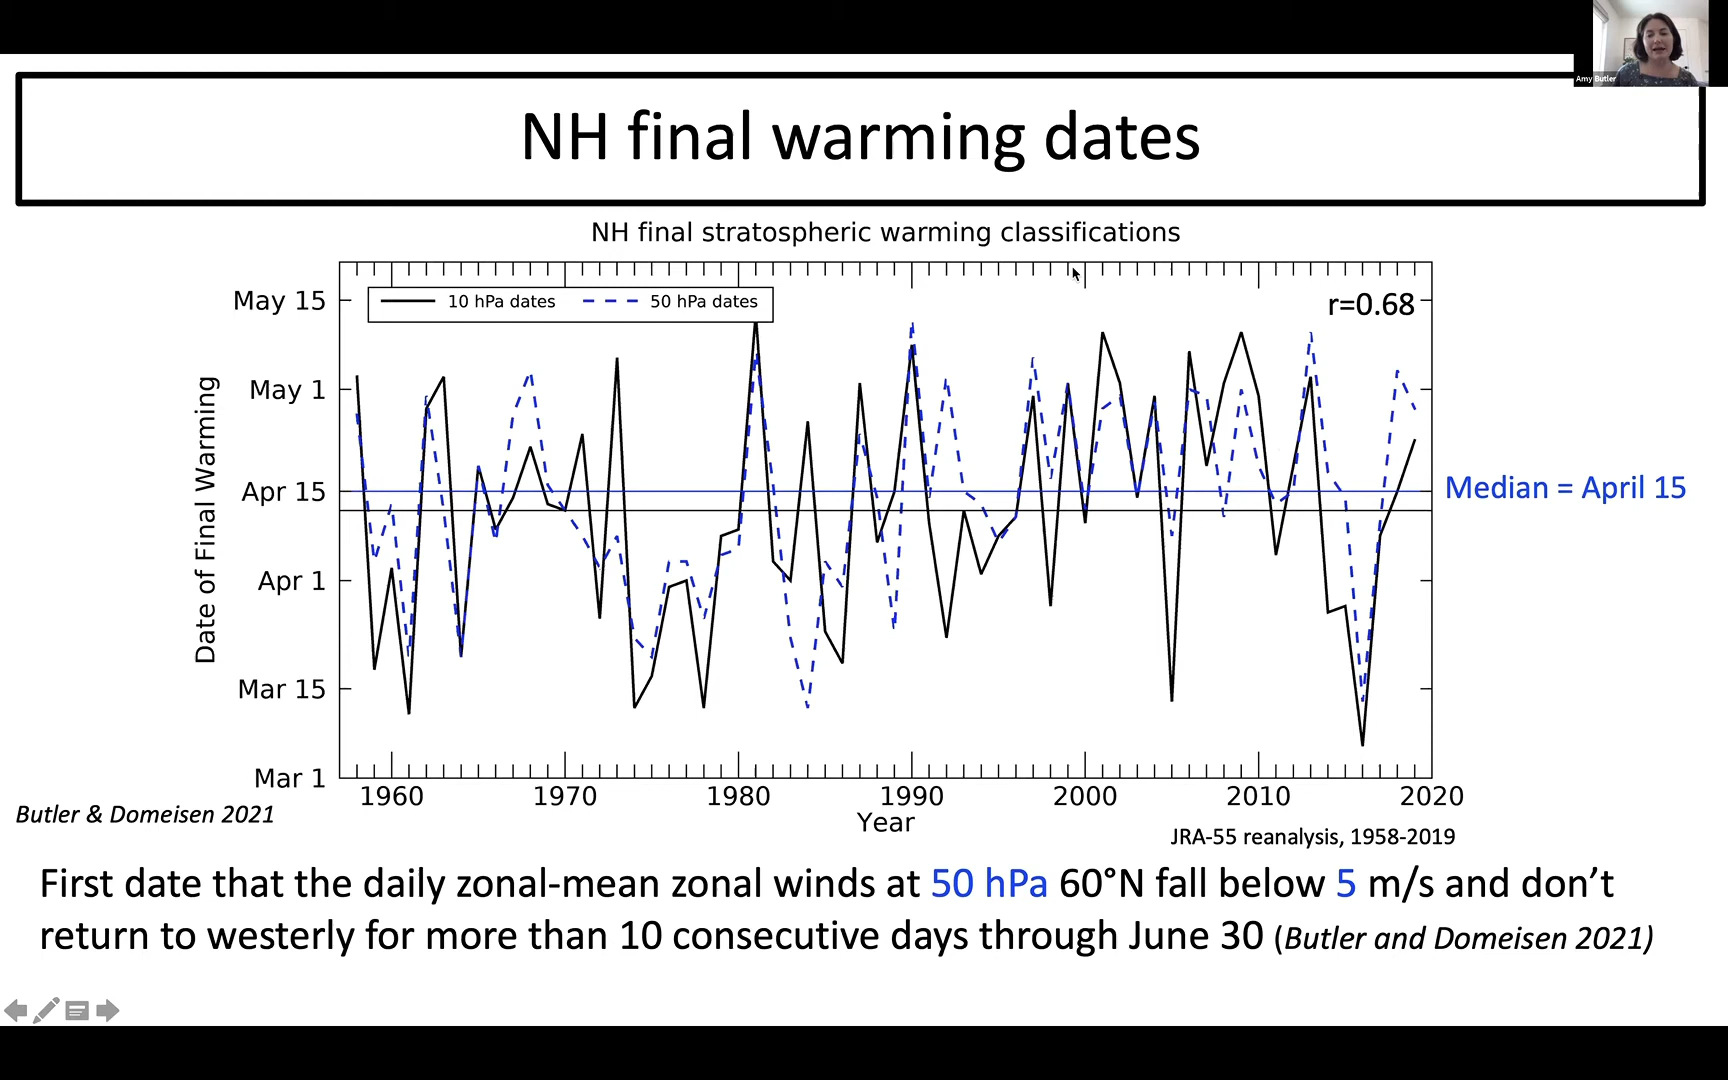 Amy Butler
NH final warming dates
NH final stratospheric warming classifications
10 hPa dates
50 hPa dates
r=0.68
May 15
May 1
Apr 15
Apr 1
Mar 15
Mar 1
Date of Final Warming
Median = April 15
1960 1970 1980 1990 2000 2010 2020
Year
Butler & Domeisen 2021
JRA-55 reanalysis, 1958-2019
First date that the daily zonal-mean zonal winds at 50 hPa 60°N fall below 5 m/s and don’t
return to westerly for more than 10 consecutive days through June 30 (Butler and Domeisen 2021)